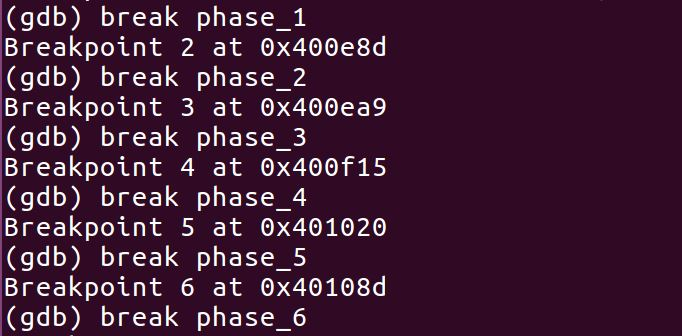 (gdb) break phase_1
Breakpoint 2 at 0x400e8d
(gdb) break phase_2
Breakpoint 3 at 0x400ea9
(gdb) break phase_3
Breakpoint 4 at 0x400f15
(gdb) break phase_4
Breakpoint 5 at 0x401020
(gdb) break phase_5
Breakpoint 6 at 0x40108d
(gdb) break phase_6